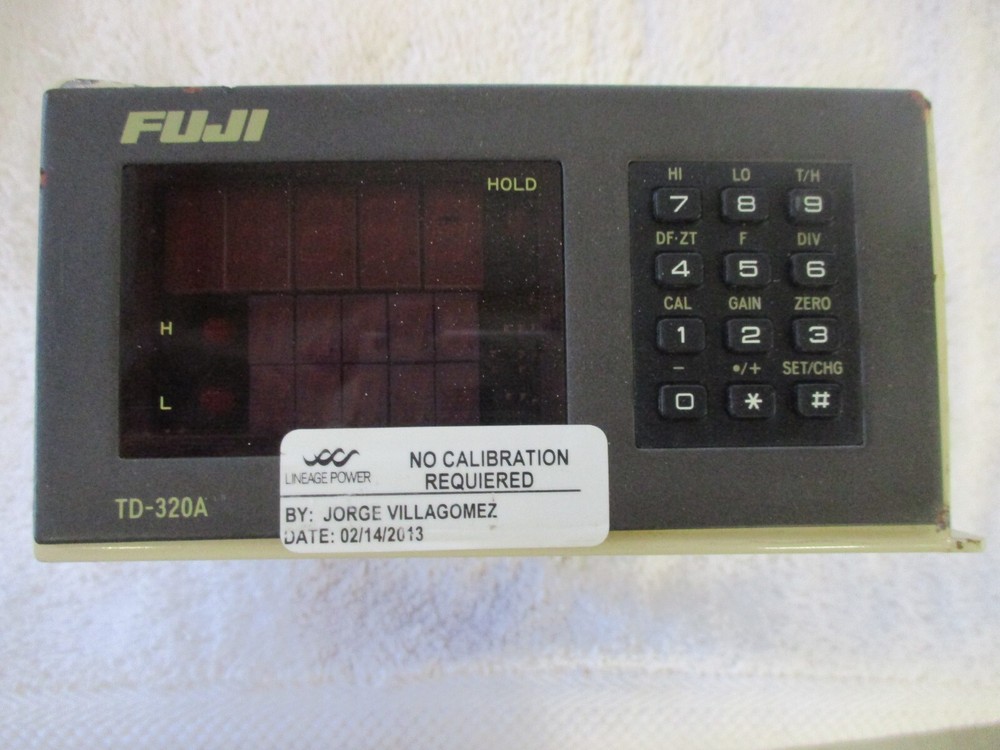 FUJI
HOLD
H
L
TD-320A
HI LO T/H
7 8 9
DF·ZT F DIV
4 5 6
CAL GAIN ZERO
1 2 3
– •/+ SET/CHG
0 * #
LINEAGE POWER
NO CALIBRATION
REQUIERED
BY: JORGE VILLAGOMEZ
DATE: 02/14/2013